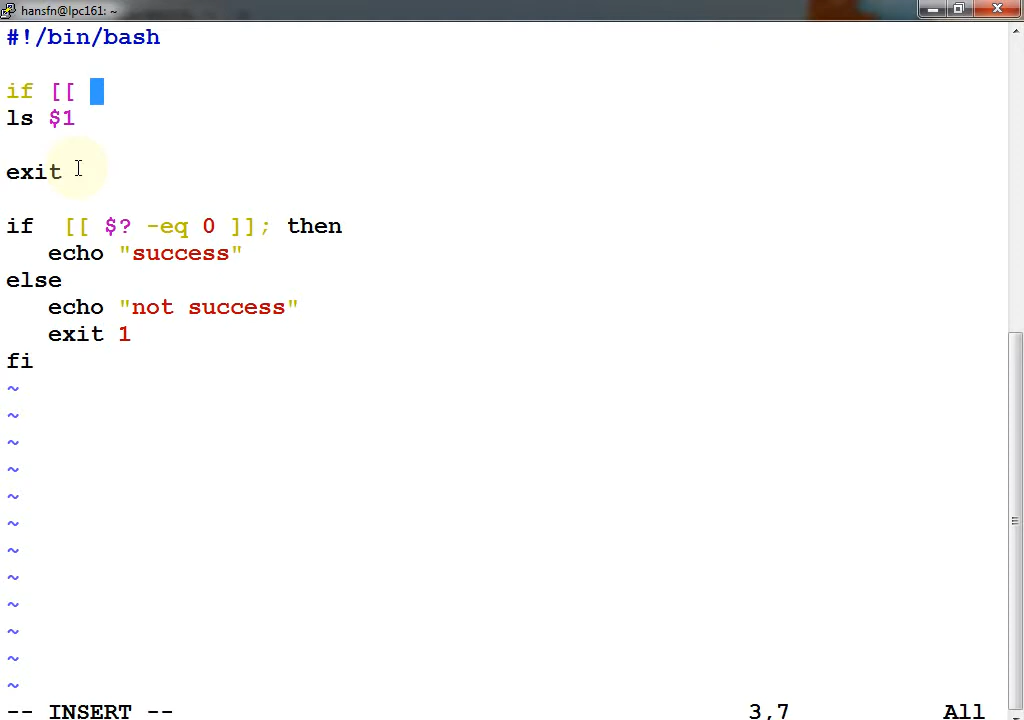 hansfn@lpc161: ~
#!/bin/bash
if [[
ls $1
exit
if  [[ $? -eq 0 ]]; then
   echo "success"
else
   echo "not success"
   exit 1
fi
~
~
~
~
~
~
~
~
~
~
~
~
-- INSERT --    3,7    All